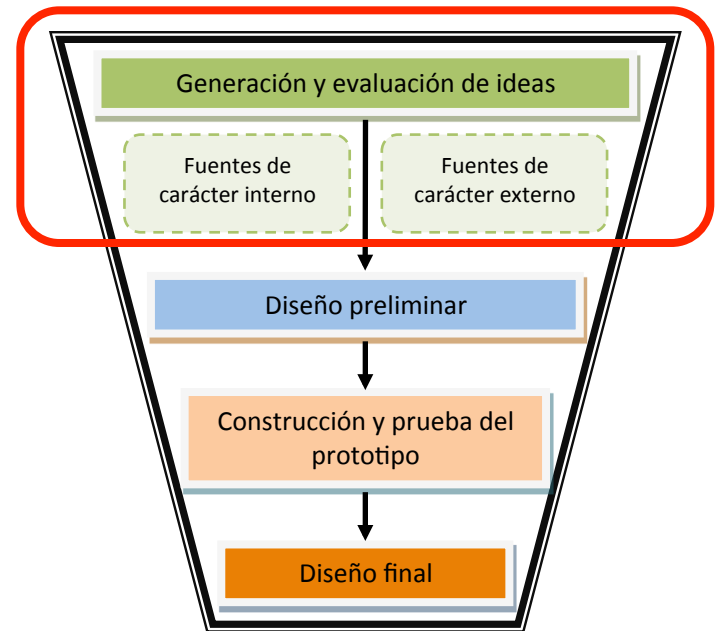 Generación y evaluación de ideas
Fuentes de
carácter interno
Fuentes de
carácter externo
Diseño preliminar
Construcción y prueba del
prototipo
Diseño final